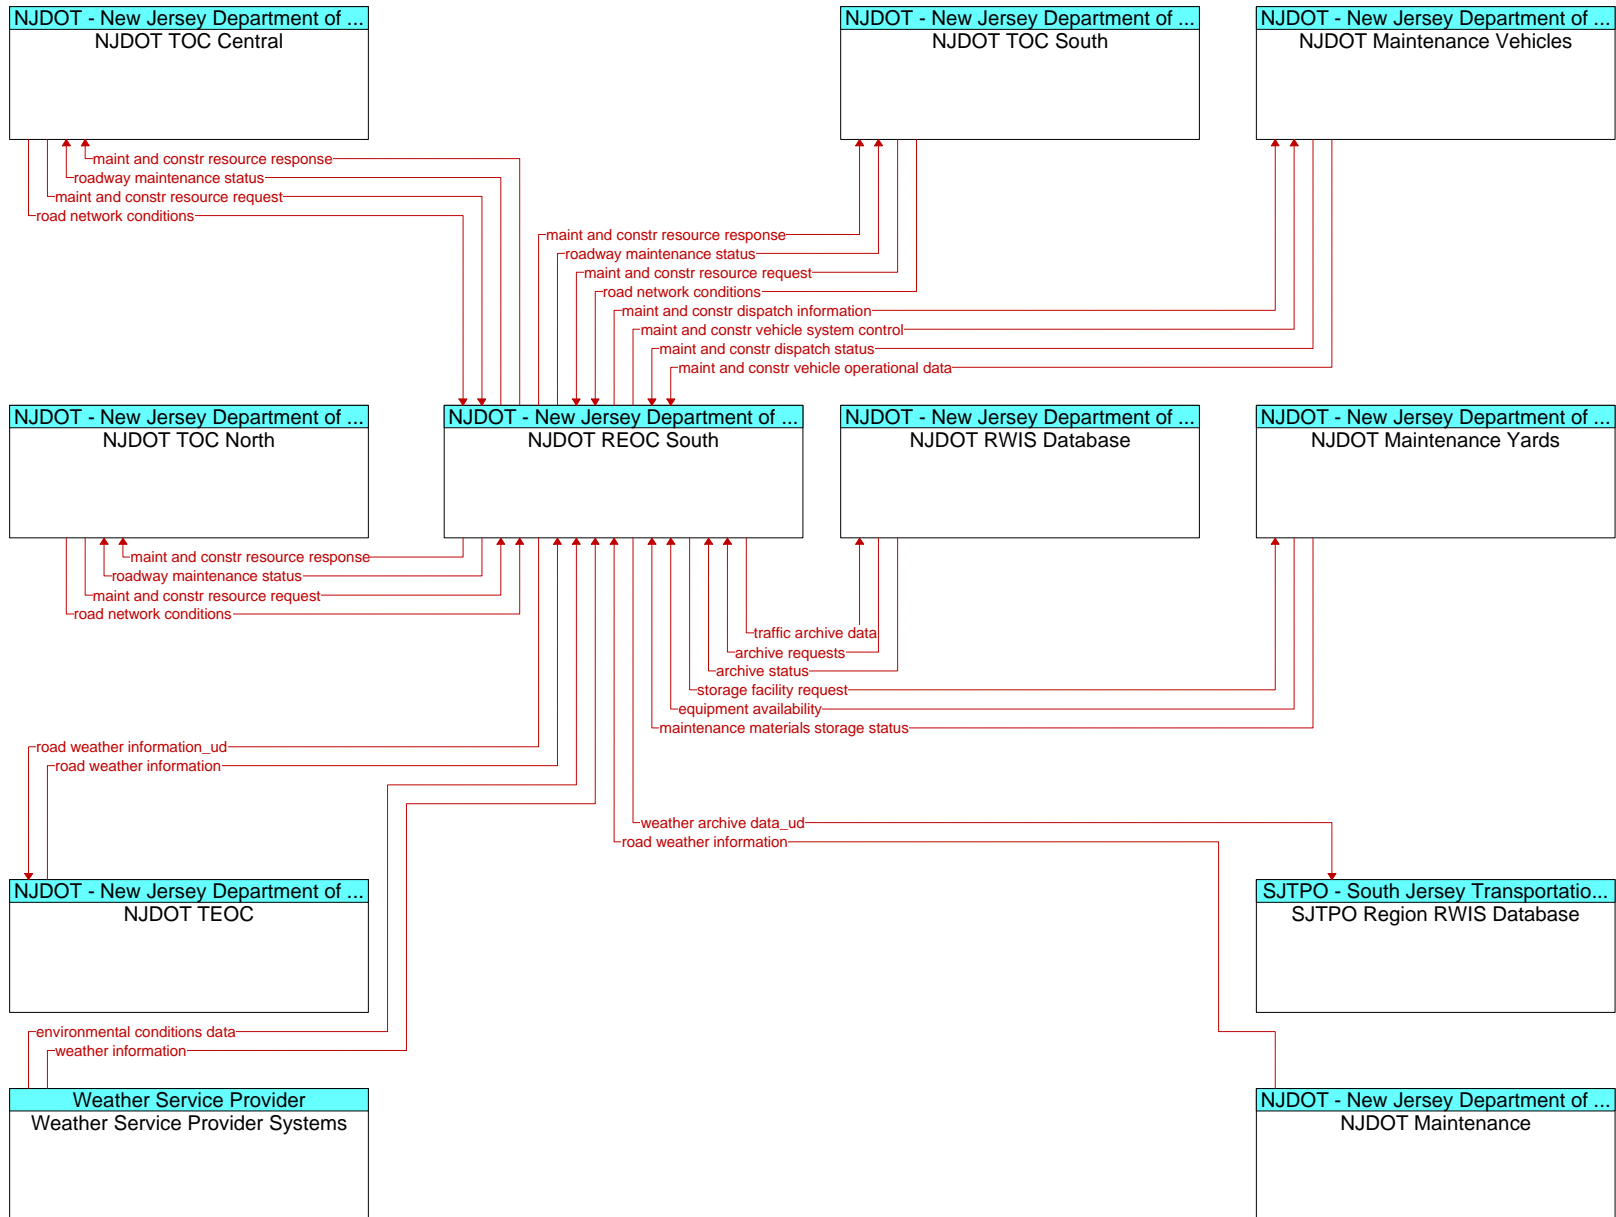 NJDOT - New Jersey Department of ...
NJDOT TOC Central
NJDOT - New Jersey Department of ...
NJDOT TOC South
NJDOT - New Jersey Department of ...
NJDOT Maintenance Vehicles
maint and constr resource response
roadway maintenance status
maint and constr resource request
road network conditions
maint and constr resource response
roadway maintenance status
maint and constr resource request
road network conditions
maint and constr dispatch information
maint and constr vehicle system control
maint and constr dispatch status
maint and constr vehicle operational data
NJDOT - New Jersey Department of ...
NJDOT TOC North
NJDOT - New Jersey Department of ...
NJDOT REOC South
NJDOT - New Jersey Department of ...
NJDOT RWIS Database
NJDOT - New Jersey Department of ...
NJDOT Maintenance Yards
maint and constr resource response
roadway maintenance status
maint and constr resource request
road network conditions
traffic archive data
archive requests
archive status
storage facility request
equipment availability
maintenance materials storage status
road weather information_ud
road weather information
weather archive data_ud
road weather information
NJDOT - New Jersey Department of ...
NJDOT TEOC
SJTPO - South Jersey Transportatio...
SJTPO Region RWIS Database
environmental conditions data
weather information
Weather Service Provider
Weather Service Provider Systems
NJDOT - New Jersey Department of ...
NJDOT Maintenance